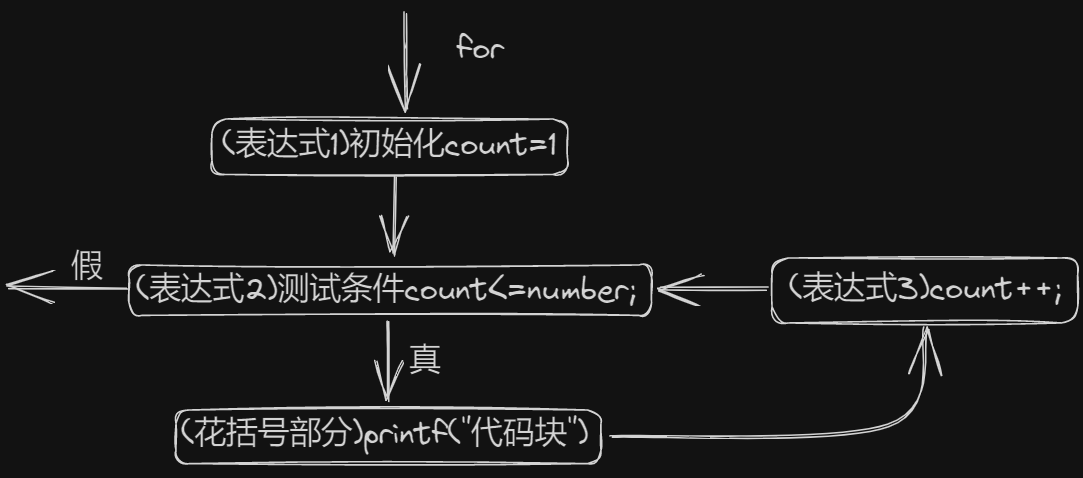 for
(表达式1)初始化count=1
假
(表达式2)测试条件count<=number;
(表达式3)count++;
真
(花括号部分)printf("代码块")